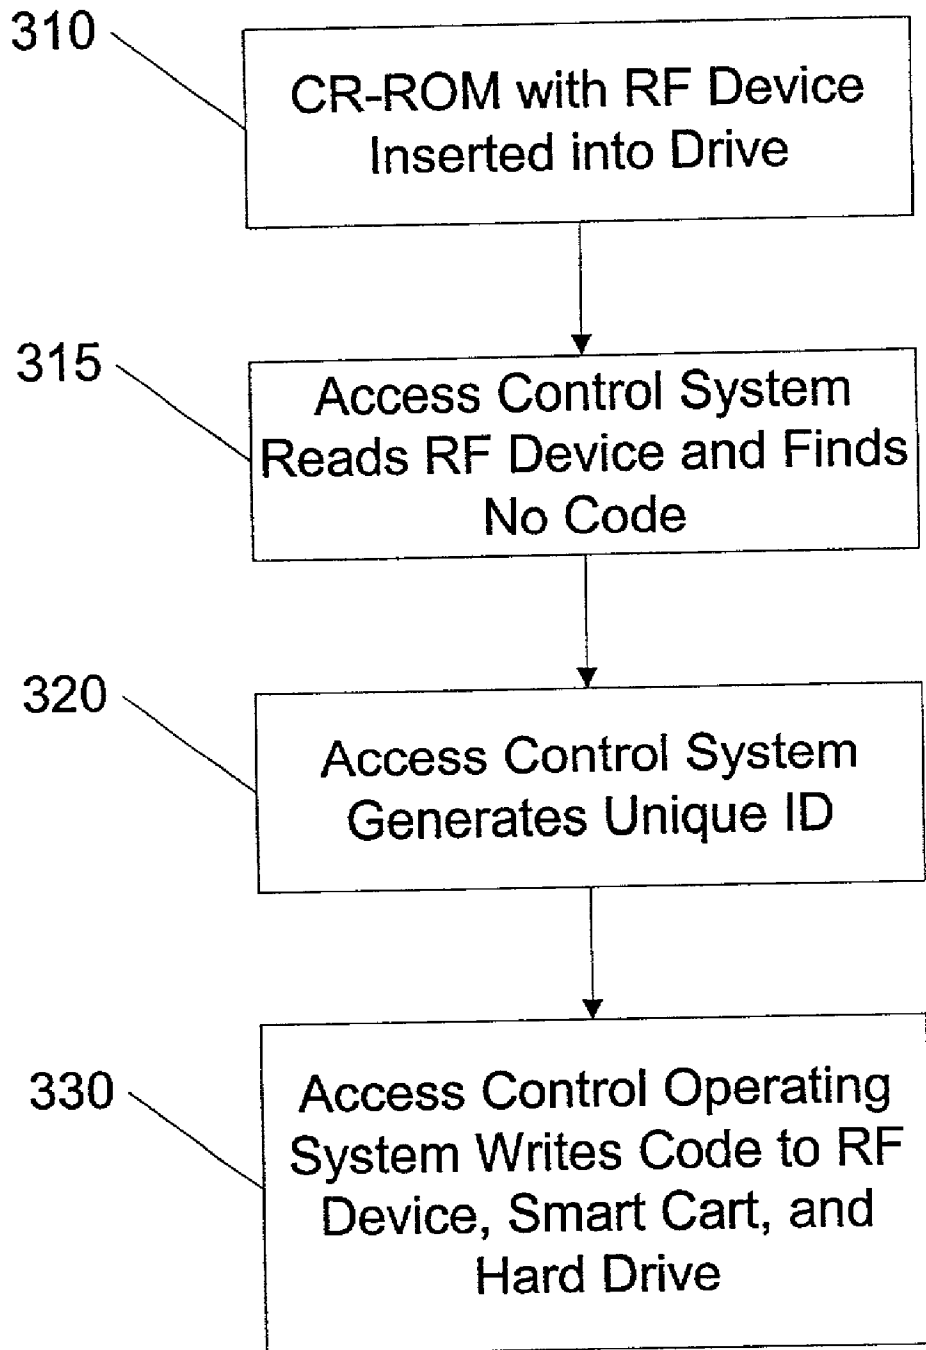 310
CR-ROM with RF Device
Inserted into Drive
315
Access Control System
Reads RF Device and Finds
No Code
320
Access Control System
Generates Unique ID
330
Access Control Operating
System Writes Code to RF
Device, Smart Cart, and
Hard Drive